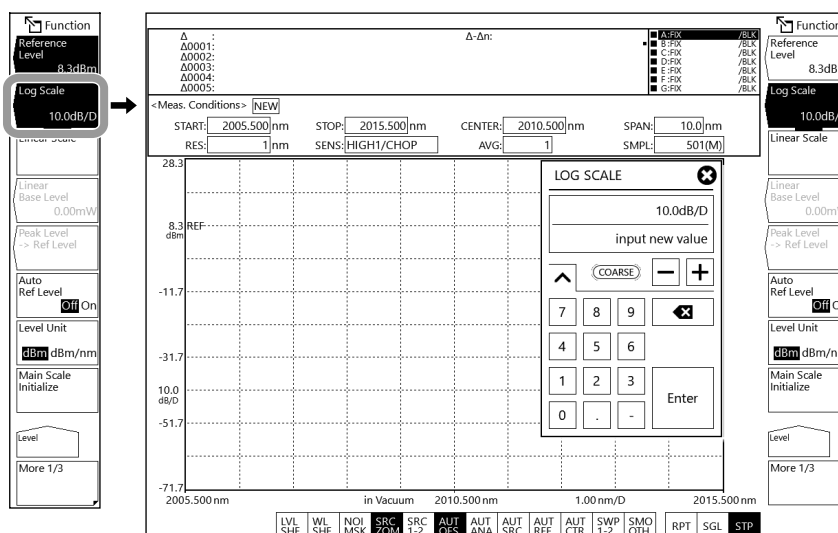 Function
Reference
Level
8.3dBm
Log Scale
10.0dB/D
Linear Scale
Linear
Base Level
0.00mW
Peak Level
-> Ref Level
Auto
Ref Level
Off On
Level Unit
dBm dBm/nm
Main Scale
Initialize
Level
More 1/3
Δ :
Δ0001:
Δ0002:
Δ0003:
Δ0004:
Δ0005:
Δ-Δn:
A:FIX /BLK
B:FIX /BLK
C:FIX /BLK
D:FIX /BLK
E:FIX /BLK
F:FIX /BLK
G:FIX /BLK
<Meas. Conditions> NEW
START: 2005.500 nm STOP: 2015.500 nm CENTER: 2010.500 nm SPAN: 10.0 nm
RES: 1 nm SENS: HIGH1/CHOP AVG: 1 SMPL: 501(M)
28.3
8.3 REF
dBm
-11.7
-31.7
10.0
dB/D
-51.7
-71.7
2005.500 nm in Vacuum 2010.500 nm 1.00 nm/D 2015.500 nm
LOG SCALE
10.0dB/D
input new value
COARSE − +
7 8 9
4 5 6
1 2 3
Enter
0 . -
LVL SHF
WL SHF
NOI MSK
SRC ZOM
SRC 1-2
AUT OFS
AUT ANA
AUT SRC
AUT REF
AUT CTR
SWP 1-2
SMO OTH
RPT SGL STP
Functio
Reference
Level
8.3dB
Log Scale
10.0dB/
Linear Scale
Linear
Base Level
0.00m
Peak Level
-> Ref Level
Auto
Ref Level
Off O
Level Unit
dBm dBm/n
Main Scale
Initialize
Level
More 1/3